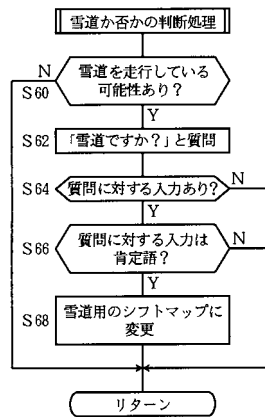 雪道か否かの判断処理
N
雪道を走行している
可能性あり?
S60
Y
S62
「雪道ですか?」と質問
S64
質問に対する入力あり?
N
Y
質問に対する入力は
肯定語?
N
S66
Y
S68
雪道用のシフトマップに
変更
リターン